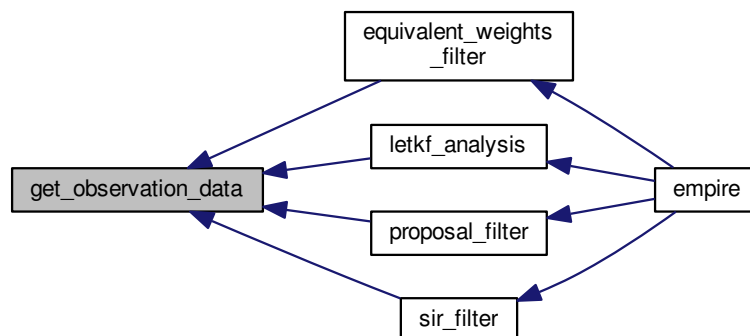 equivalent_weights
_filter
letkf_analysis
get_observation_data
empire
proposal_filter
sir_filter